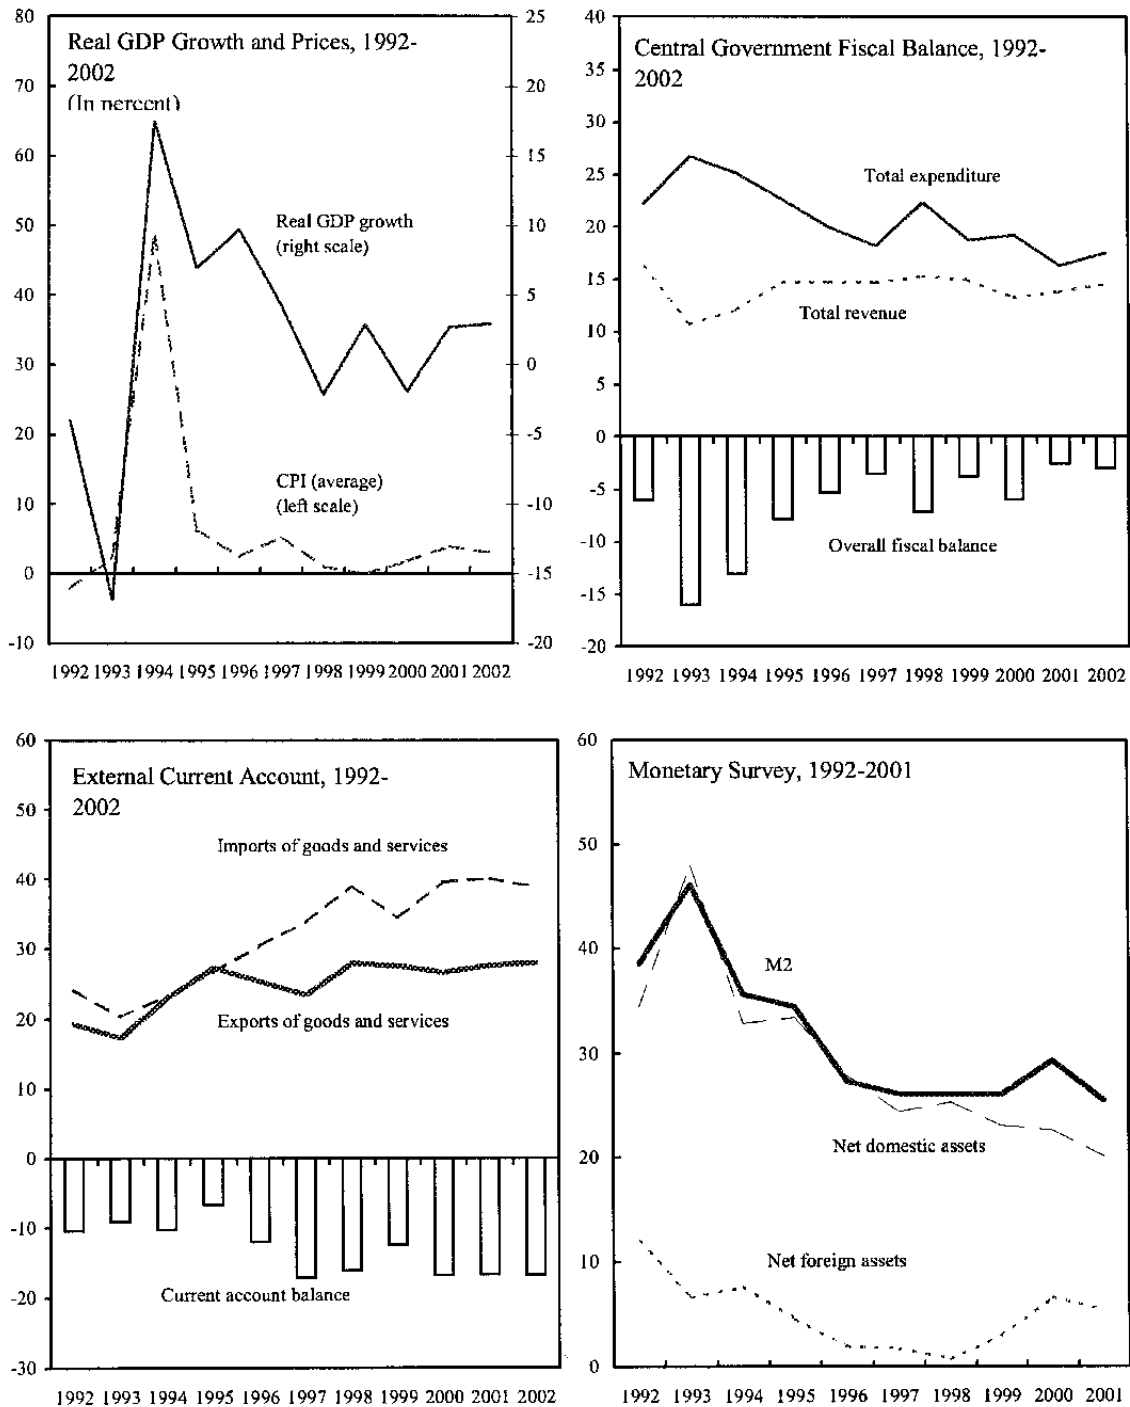 Real GDP Growth and Prices, 1992-
2002
(In percent)
80
70
60
50
40
30
20
10
0
-10
25
20
15
10
5
0
-5
-10
-15
-20
Real GDP growth
(right scale)
CPI (average)
(left scale)
1992 1993 1994 1995 1996 1997 1998 1999 2000 2001 2002
Central Government Fiscal Balance, 1992-
2002
40
35
30
25
20
15
10
5
0
-5
-10
-15
-20
Total expenditure
Total revenue
Overall fiscal balance
1992 1993 1994 1995 1996 1997 1998 1999 2000 2001 2002
External Current Account, 1992-
2002
60
50
40
30
20
10
0
-10
-20
-30
Imports of goods and services
Exports of goods and services
Current account balance
1992 1993 1994 1995 1996 1997 1998 1999 2000 2001 2002
Monetary Survey, 1992-2001
60
50
40
30
20
10
0
M2
Net domestic assets
Net foreign assets
1992 1993 1994 1995 1996 1997 1998 1999 2000 2001